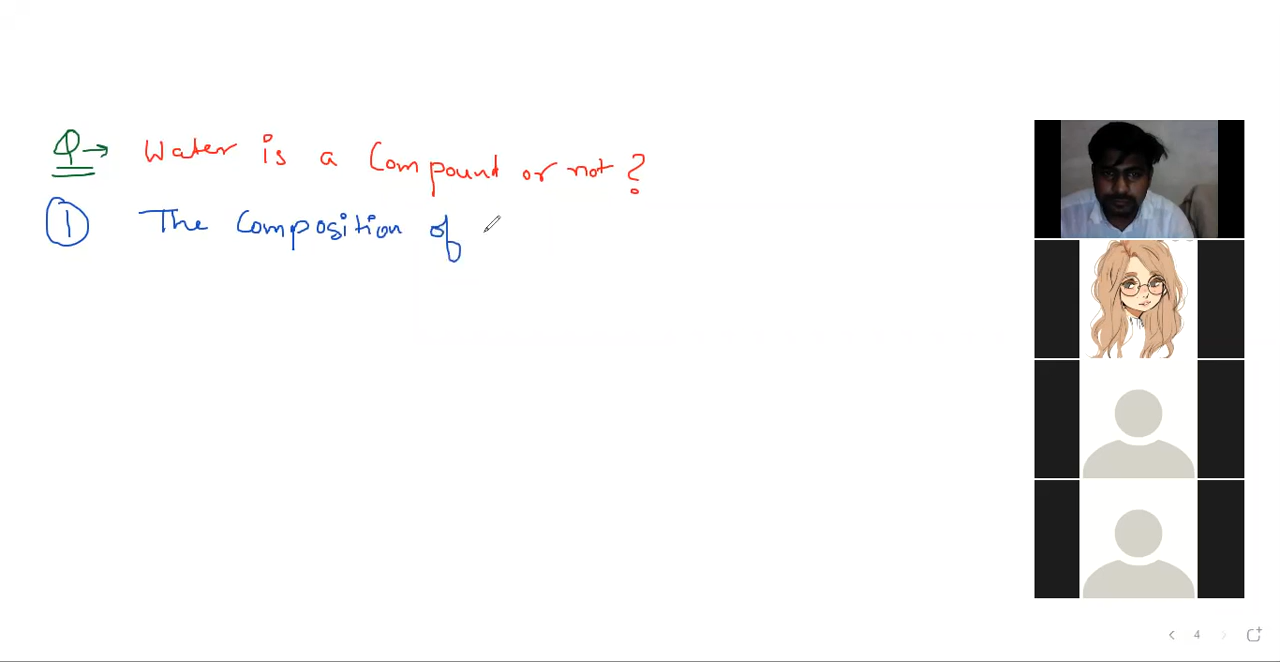 Q→ Water is a Compound or not?
① The Composition of
4